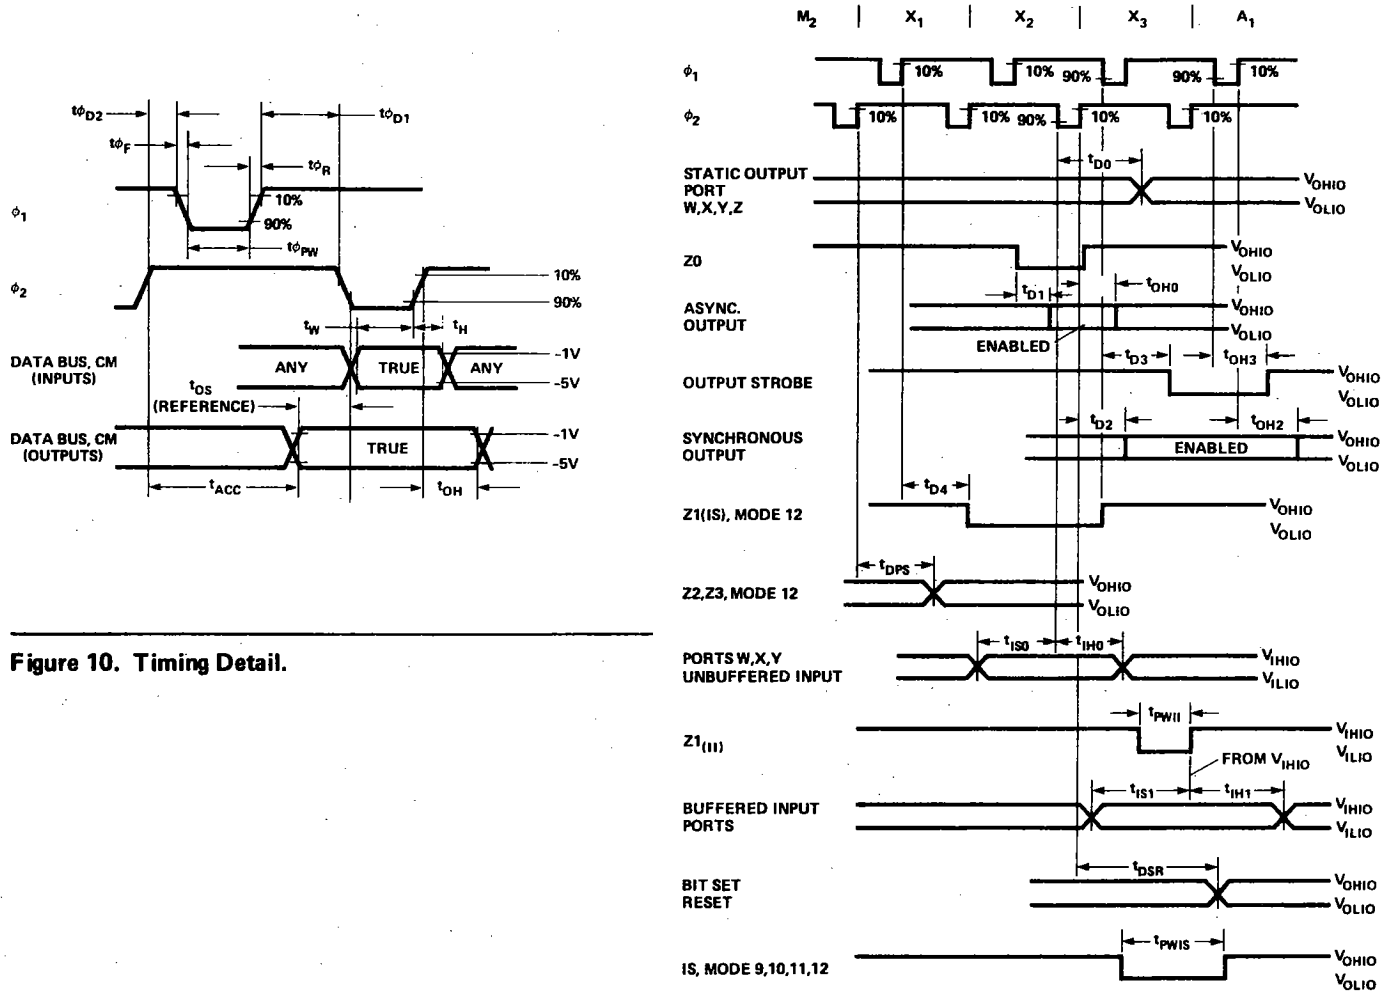 tφD2
tφD1
tφF
tφR
φ1
10%
90%
tφPW
φ2
10%
90%
tW
tH
DATA BUS, CM
(INPUTS)
ANY
TRUE
ANY
-1V
-5V
tOS
(REFERENCE)
DATA BUS, CM
(OUTPUTS)
TRUE
-1V
-5V
tACC
tOH
Figure 10. Timing Detail.
M2 X1 X2 X3 A1
φ1
10% 10% 90% 90% 10%
φ2
10% 10% 90% 10% 10%
tD0
STATIC OUTPUT
PORT
W,X,Y,Z
VOHIO
VOLIO
Z0
VOHIO
VOLIO
tD1
tOH0
ASYNC.
OUTPUT
VOHIO
VOLIO
ENABLED
tD3
tOH3
OUTPUT STROBE
VOHIO
VOLIO
tD2
tOH2
SYNCHRONOUS
OUTPUT
ENABLED
VOHIO
VOLIO
tD4
Z1(IS), MODE 12
VOHIO
VOLIO
tDPS
Z2,Z3, MODE 12
VOHIO
VOLIO
tIS0
tIH0
PORTS W,X,Y
UNBUFFERED INPUT
VIHIO
VILIO
tPWII
Z1(II)
VIHIO
VILIO
FROM VIHIO
tIS1
tIH1
BUFFERED INPUT
PORTS
VIHIO
VILIO
tDSR
BIT SET
RESET
VOHIO
VOLIO
tPWIS
IS, MODE 9,10,11,12
VOHIO
VOLIO